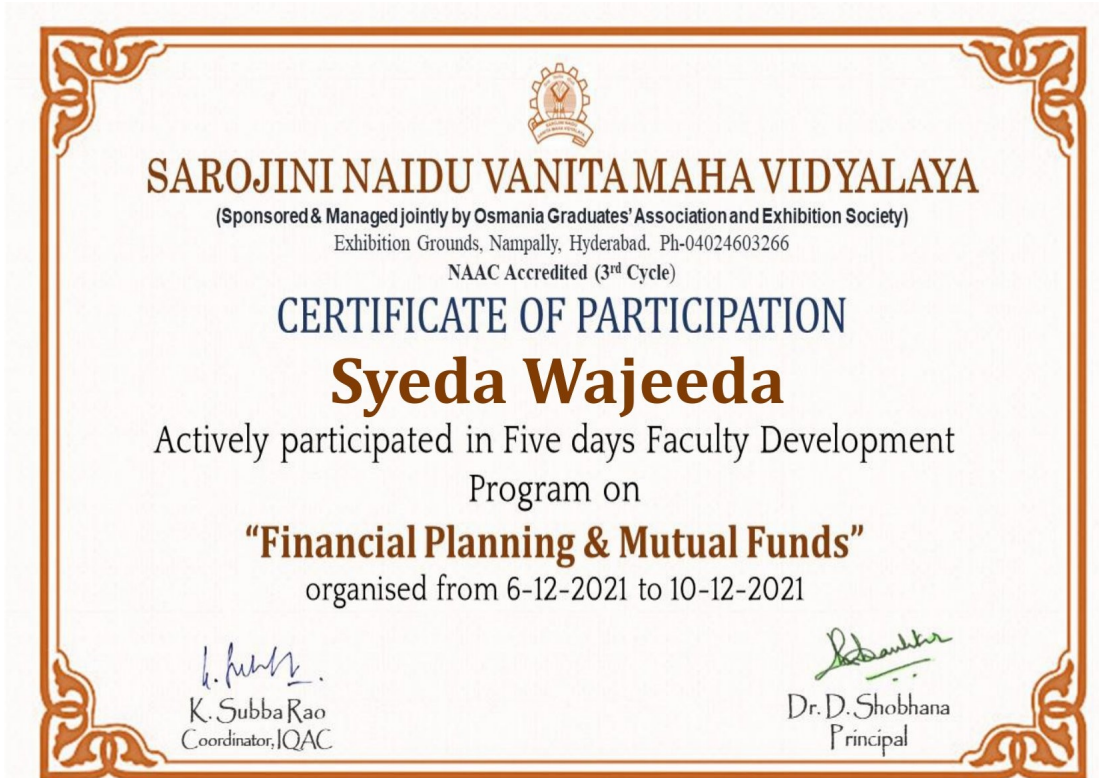 SAROJINI NAIDU VANITA MAHA VIDYALAYA
(Sponsored & Managed jointly by Osmania Graduates' Association and Exhibition Society)
Exhibition Grounds, Nampally, Hyderabad. Ph-04024603266
NAAC Accredited (3rd Cycle)
CERTIFICATE OF PARTICIPATION
Syeda Wajeeda
Actively participated in Five days Faculty Development
Program on
“Financial Planning & Mutual Funds”
organised from 6-12-2021 to 10-12-2021
K. Subba Rao
Coordinator, IQAC
Dr. D. Shobhana
Principal